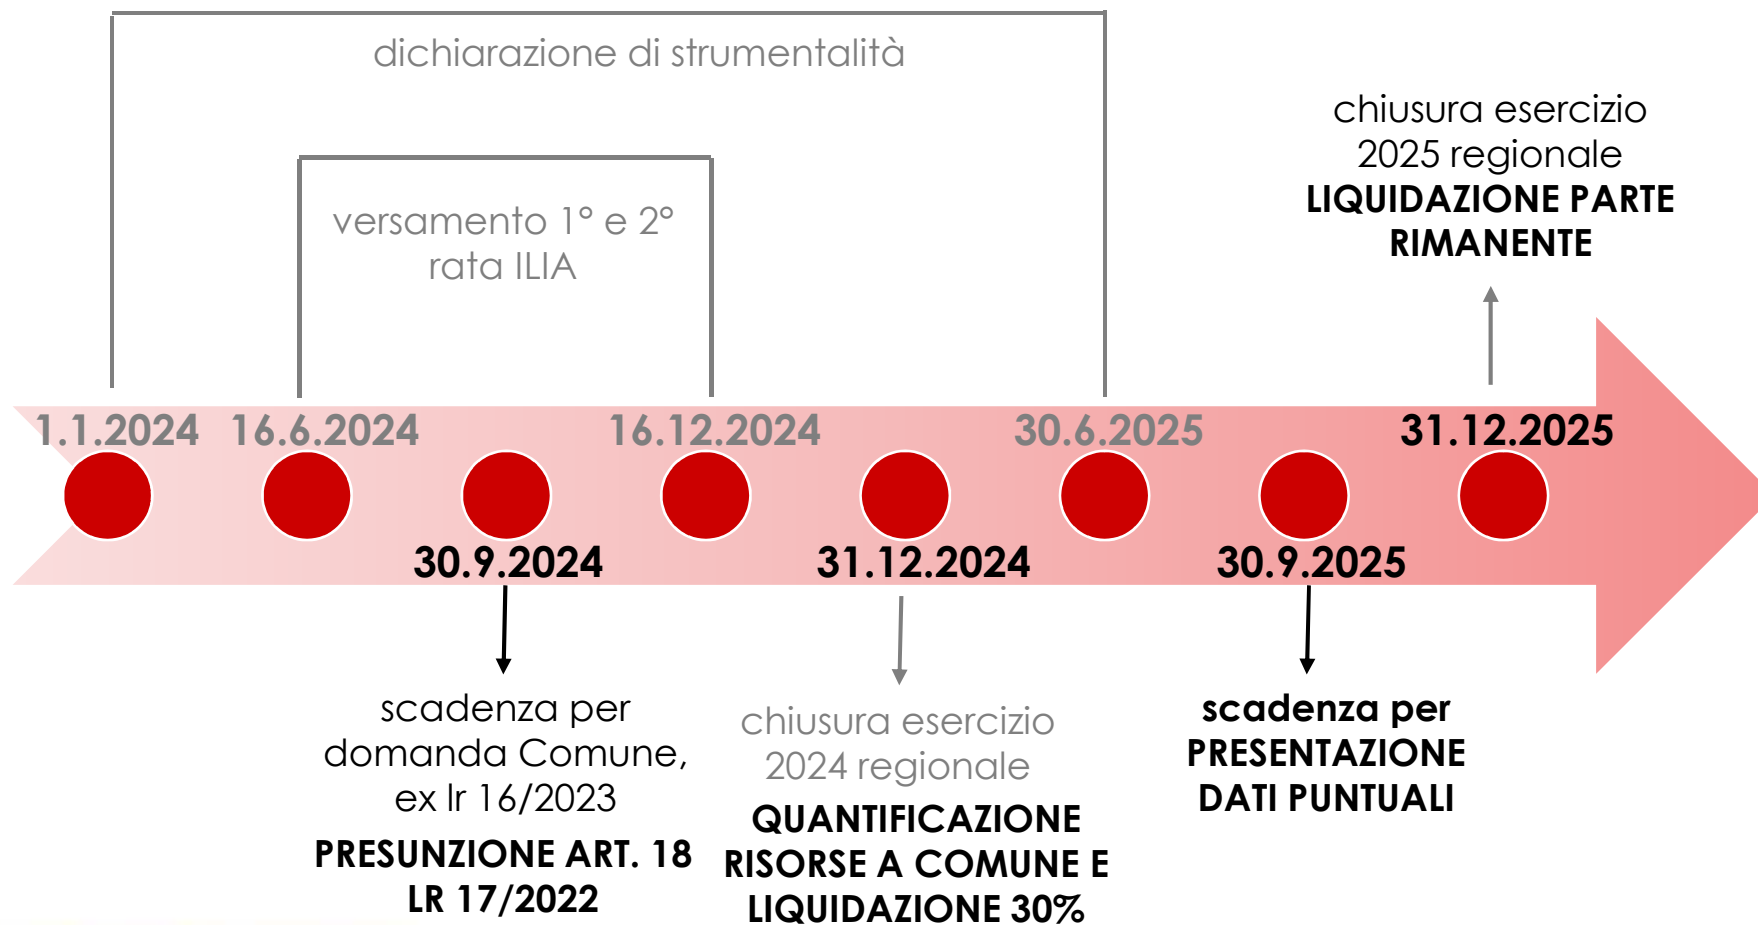 dichiarazione di strumentalità
versamento 1° e 2°
rata ILIA
chiusura esercizio
2025 regionale
LIQUIDAZIONE PARTE
RIMANENTE
1.1.2024
16.6.2024
16.12.2024
30.6.2025
31.12.2025
30.9.2024
31.12.2024
30.9.2025
scadenza per
domanda Comune,
ex lr 16/2023
PRESUNZIONE ART. 18
LR 17/2022
chiusura esercizio
2024 regionale
QUANTIFICAZIONE
RISORSE A COMUNE E
LIQUIDAZIONE 30%
scadenza per
PRESENTAZIONE
DATI PUNTUALI